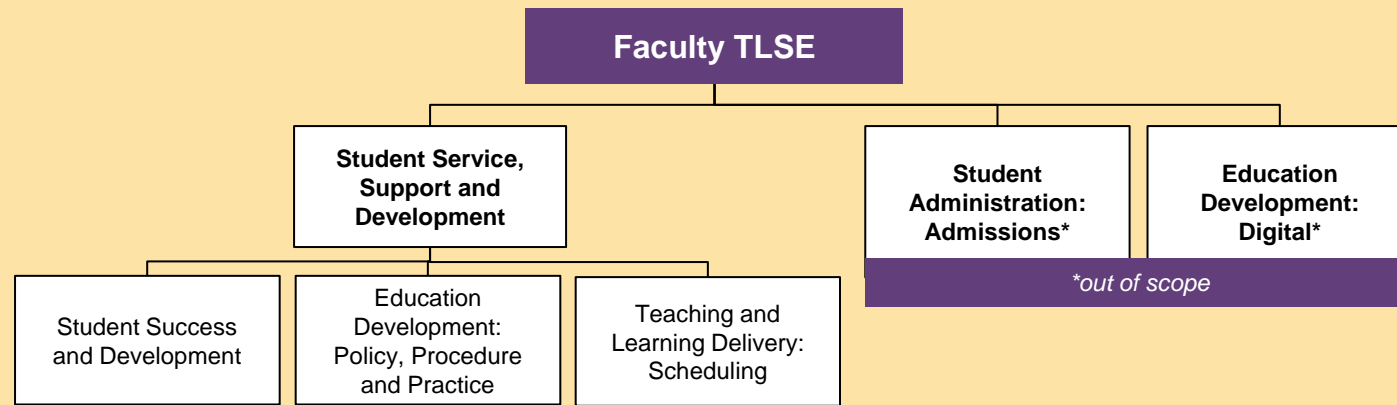 Faculty TLSE
Student Service,
Support and
Development
Student
Administration:
Admissions*
Education
Development:
Digital*
*out of scope
Student Success
and Development
Education
Development:
Policy, Procedure
and Practice
Teaching and
Learning Delivery:
Scheduling